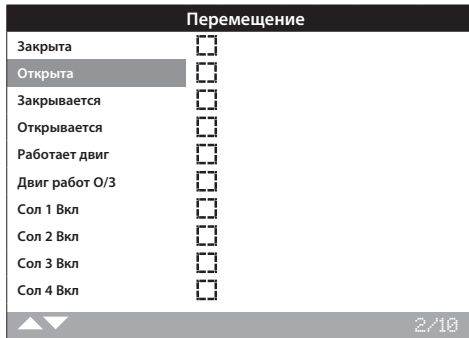 Перемещение
Закрыта
Открыта
Закрывается
Открывается
Работает двиг
Двиг работ О/З
Сол 1 Вкл
Сол 2 Вкл
Сол 3 Вкл
Сол 4 Вкл
2/10